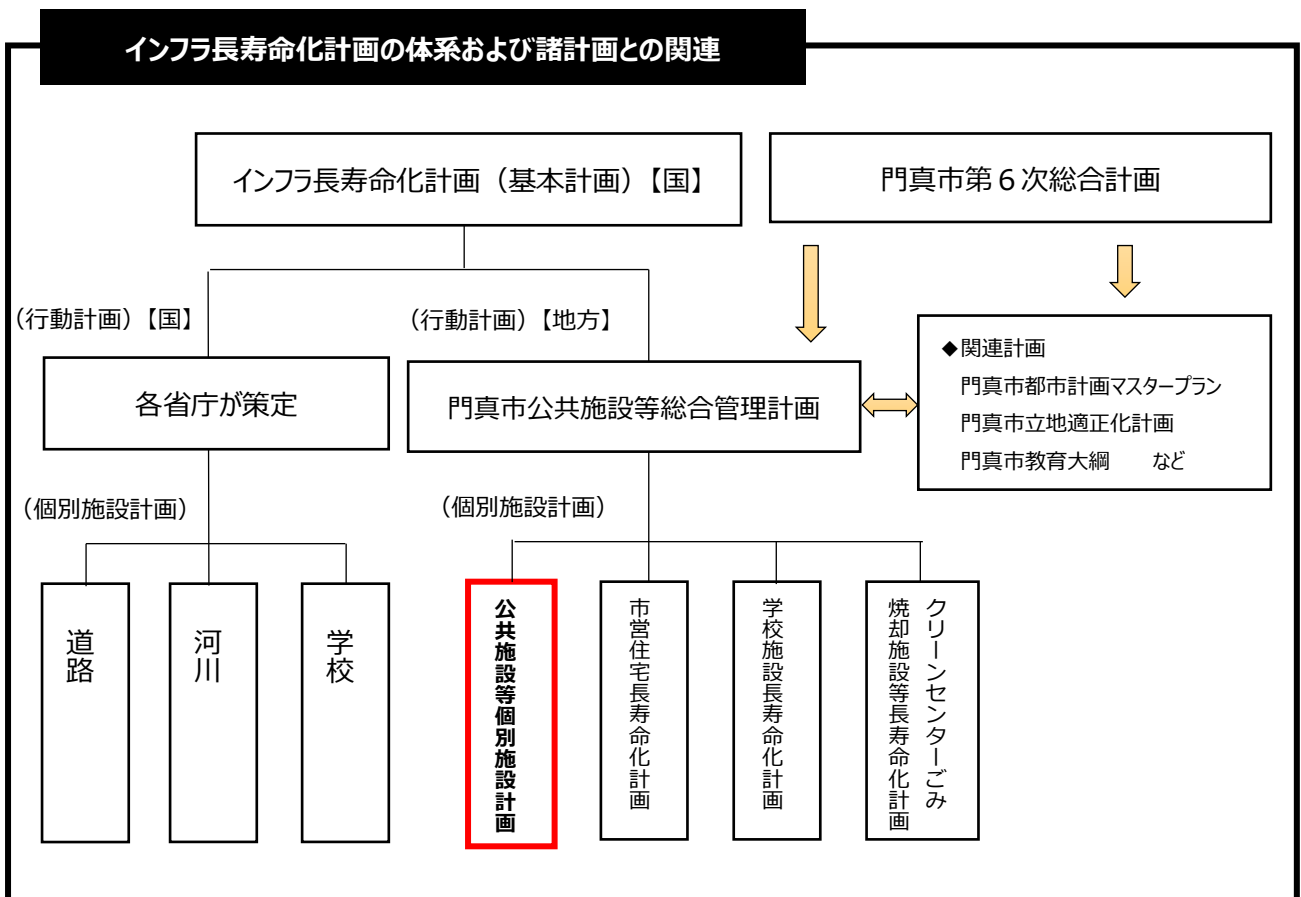 インフラ長寿命化計画の体系および諸計画との関連
インフラ長寿命化計画（基本計画）【国】
門真市第６次総合計画
（行動計画）【国】
（行動計画）【地方】
各省庁が策定
門真市公共施設等総合管理計画
◆関連計画
門真市都市計画マスタープラン
門真市立地適正化計画
門真市教育大綱　　など
（個別施設計画）
（個別施設計画）
道路
河川
学校
公共施設等個別施設計画
市営住宅長寿命化計画
学校施設長寿命化計画
クリーンセンターごみ
焼却施設等長寿命化計画